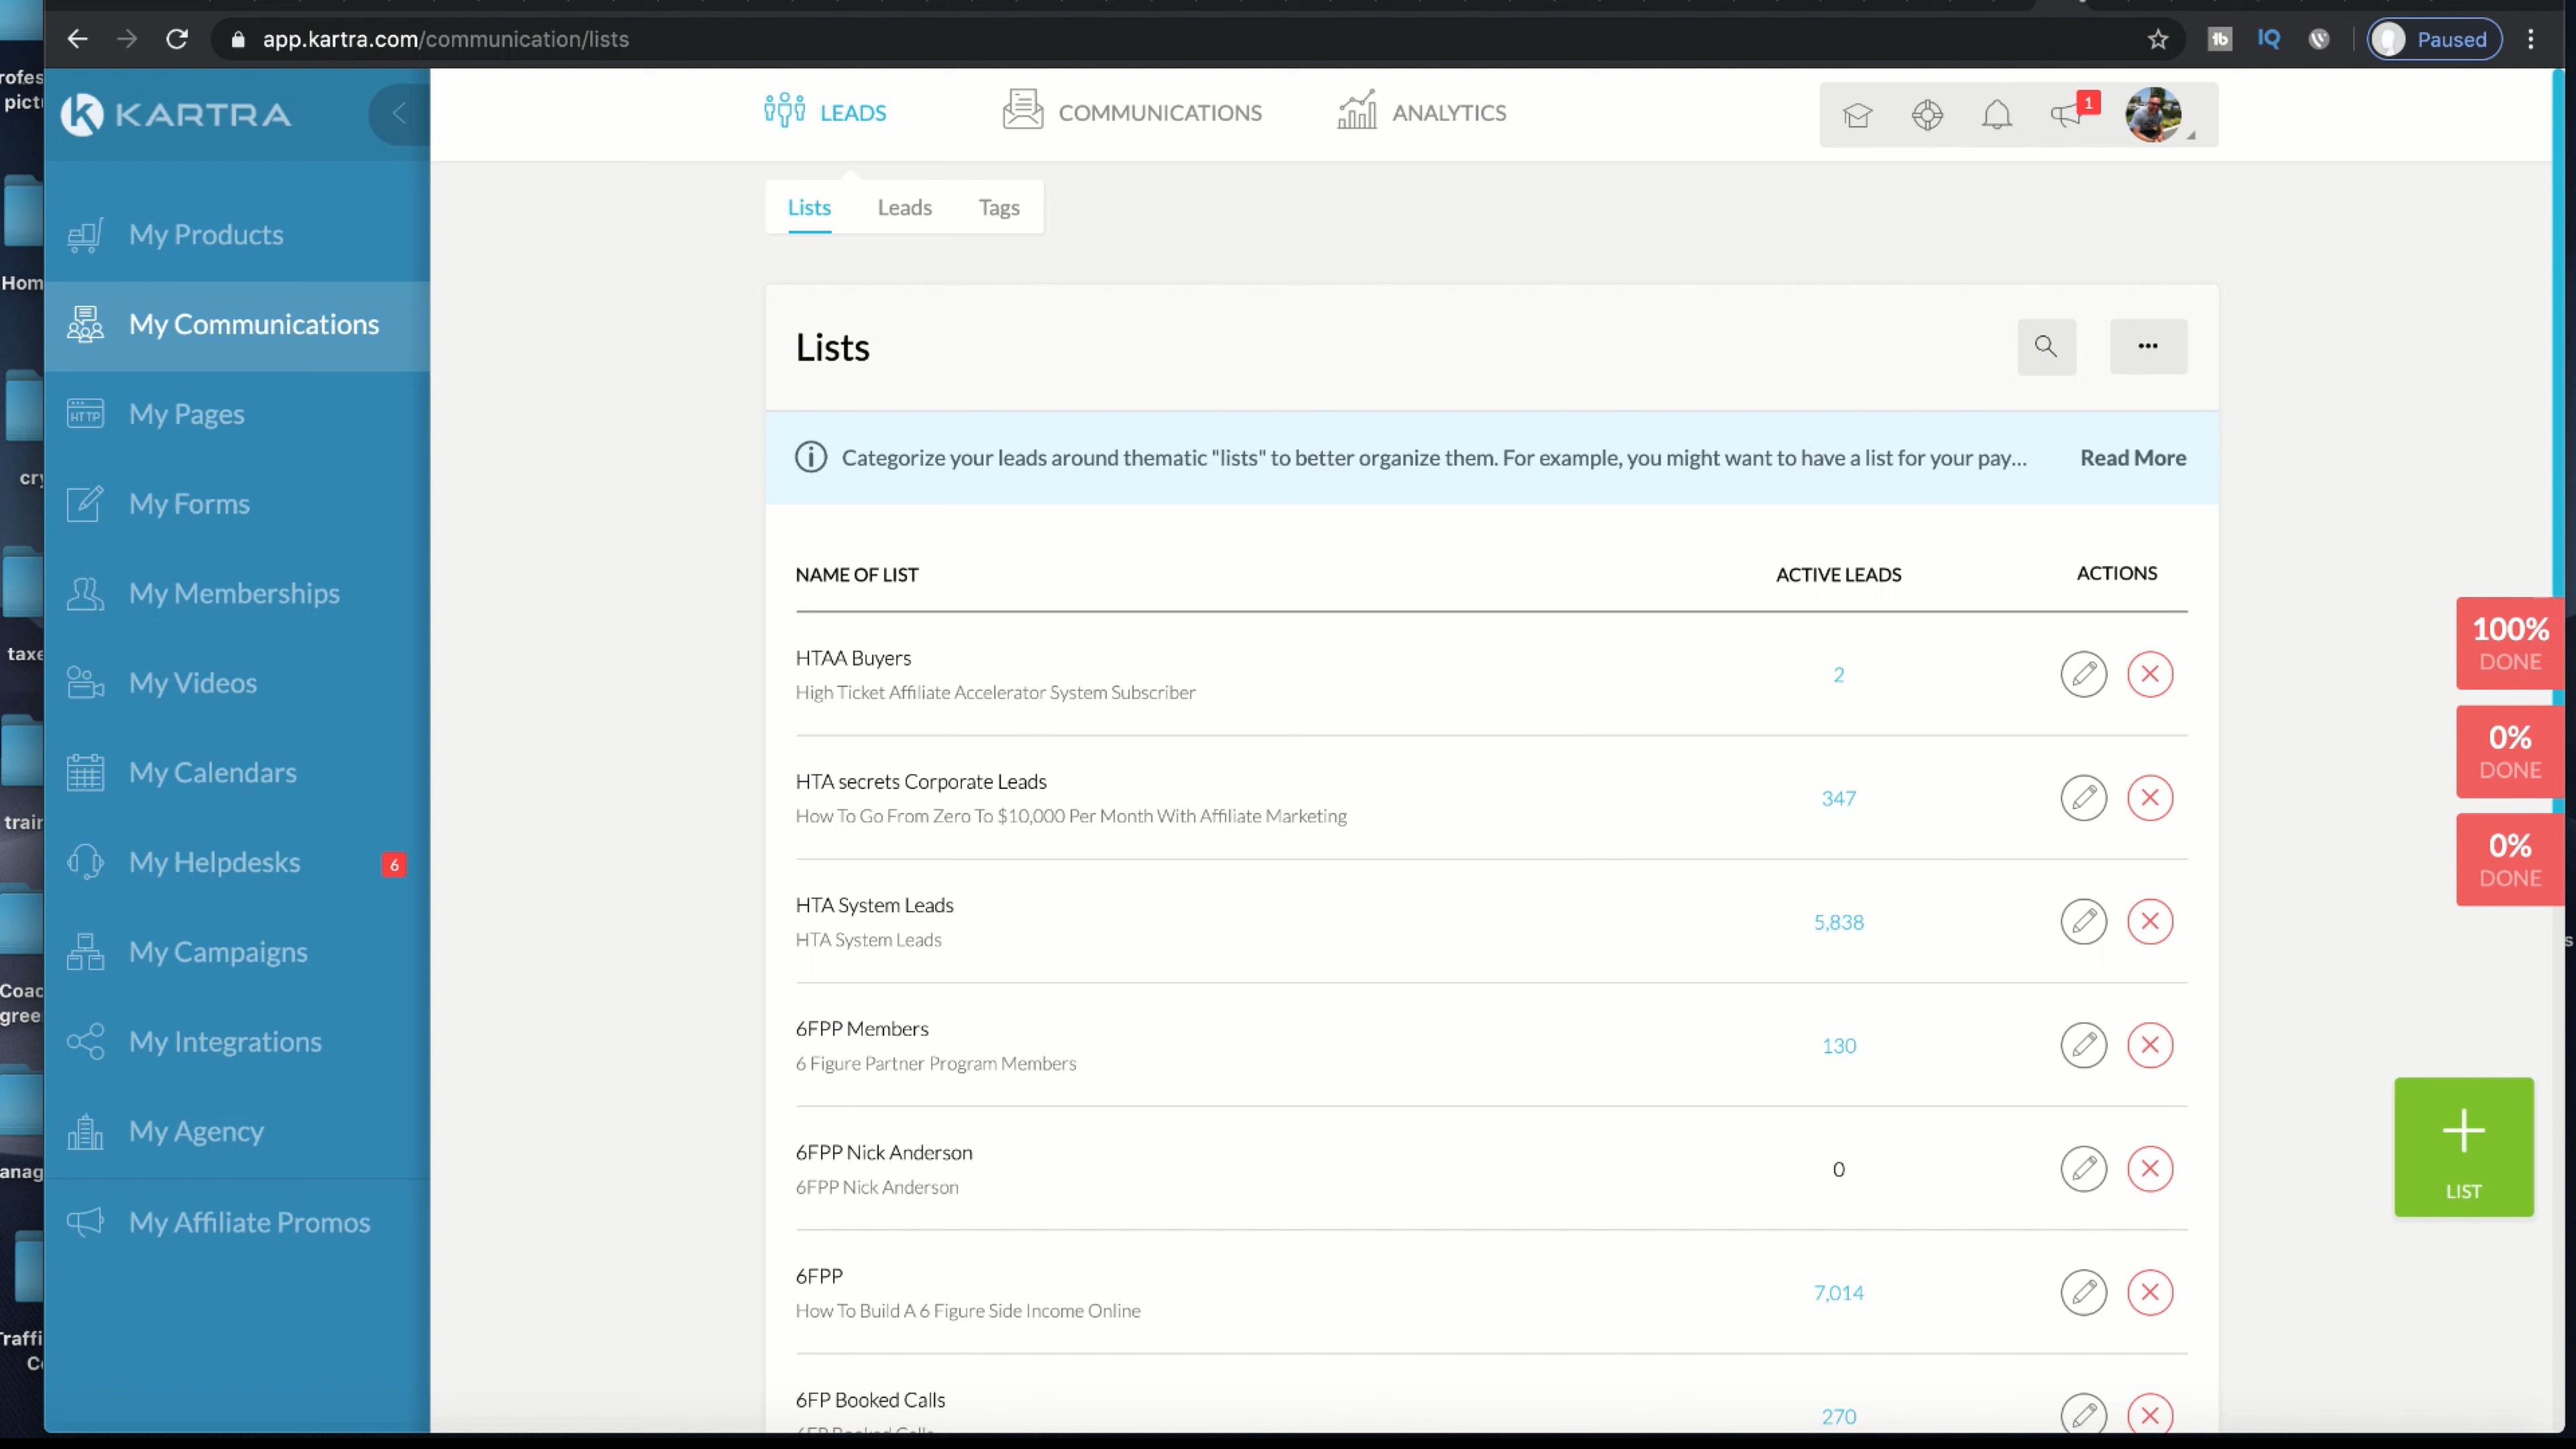 app.kartra.com/communication/lists
Paused
KARTRA
LEADS
COMMUNICATIONS
ANALYTICS
1
Lists
Leads
Tags
My Products
My Communications
My Pages
HTTP
My Forms
My Memberships
My Videos
My Calendars
My Helpdesks
6
My Campaigns
My Integrations
My Agency
My Affiliate Promos
Lists
Categorize your leads around thematic "lists" to better organize them. For example, you might want to have a list for your pay...
Read More
NAME OF LIST
ACTIVE LEADS
ACTIONS
HTAA Buyers
High Ticket Affiliate Accelerator System Subscriber
2
HTA secrets Corporate Leads
How To Go From Zero To $10,000 Per Month With Affiliate Marketing
347
HTA System Leads
HTA System Leads
5,838
6FPP Members
6 Figure Partner Program Members
130
6FPP Nick Anderson
6FPP Nick Anderson
0
6FPP
How To Build A 6 Figure Side Income Online
7,014
6FP Booked Calls
270
100%
DONE
0%
DONE
0%
DONE
LIST